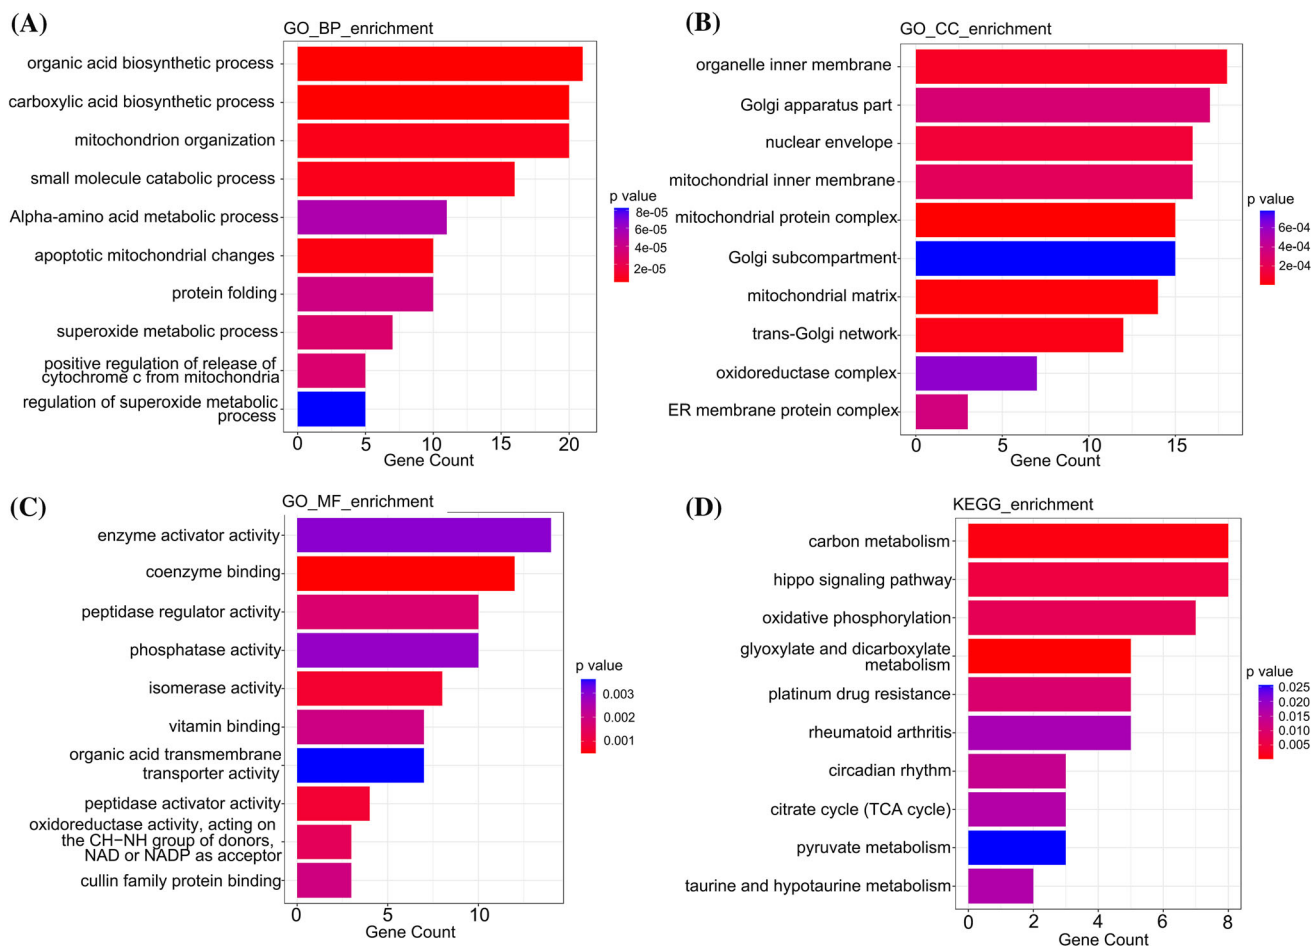 (A)
GO_BP_enrichment
organic acid biosynthetic process
carboxylic acid biosynthetic process
mitochondrion organization
small molecule catabolic process
Alpha-amino acid metabolic process
apoptotic mitochondrial changes
protein folding
superoxide metabolic process
positive regulation of release of
cytochrome c from mitochondria
regulation of superoxide metabolic
process
0 5 10 15 20
Gene Count
p value
8e-05
6e-05
4e-05
2e-05
(B)
GO_CC_enrichment
organelle inner membrane
Golgi apparatus part
nuclear envelope
mitochondrial inner membrane
mitochondrial protein complex
Golgi subcompartment
mitochondrial matrix
trans-Golgi network
oxidoreductase complex
ER membrane protein complex
0 5 10 15
Gene Count
p value
6e-04
4e-04
2e-04
(C)
GO_MF_enrichment
enzyme activator activity
coenzyme binding
peptidase regulator activity
phosphatase activity
isomerase activity
vitamin binding
organic acid transmembrane
transporter activity
peptidase activator activity
oxidoreductase activity, acting on
the CH−NH group of donors,
NAD or NADP as acceptor
cullin family protein binding
0 5 10
Gene Count
p value
0.003
0.002
0.001
(D)
KEGG_enrichment
carbon metabolism
hippo signaling pathway
oxidative phosphorylation
glyoxylate and dicarboxylate
metabolism
platinum drug resistance
rheumatoid arthritis
circadian rhythm
citrate cycle (TCA cycle)
pyruvate metabolism
taurine and hypotaurine metabolism
0 2 4 6 8
Gene Count
p value
0.025
0.020
0.015
0.010
0.005